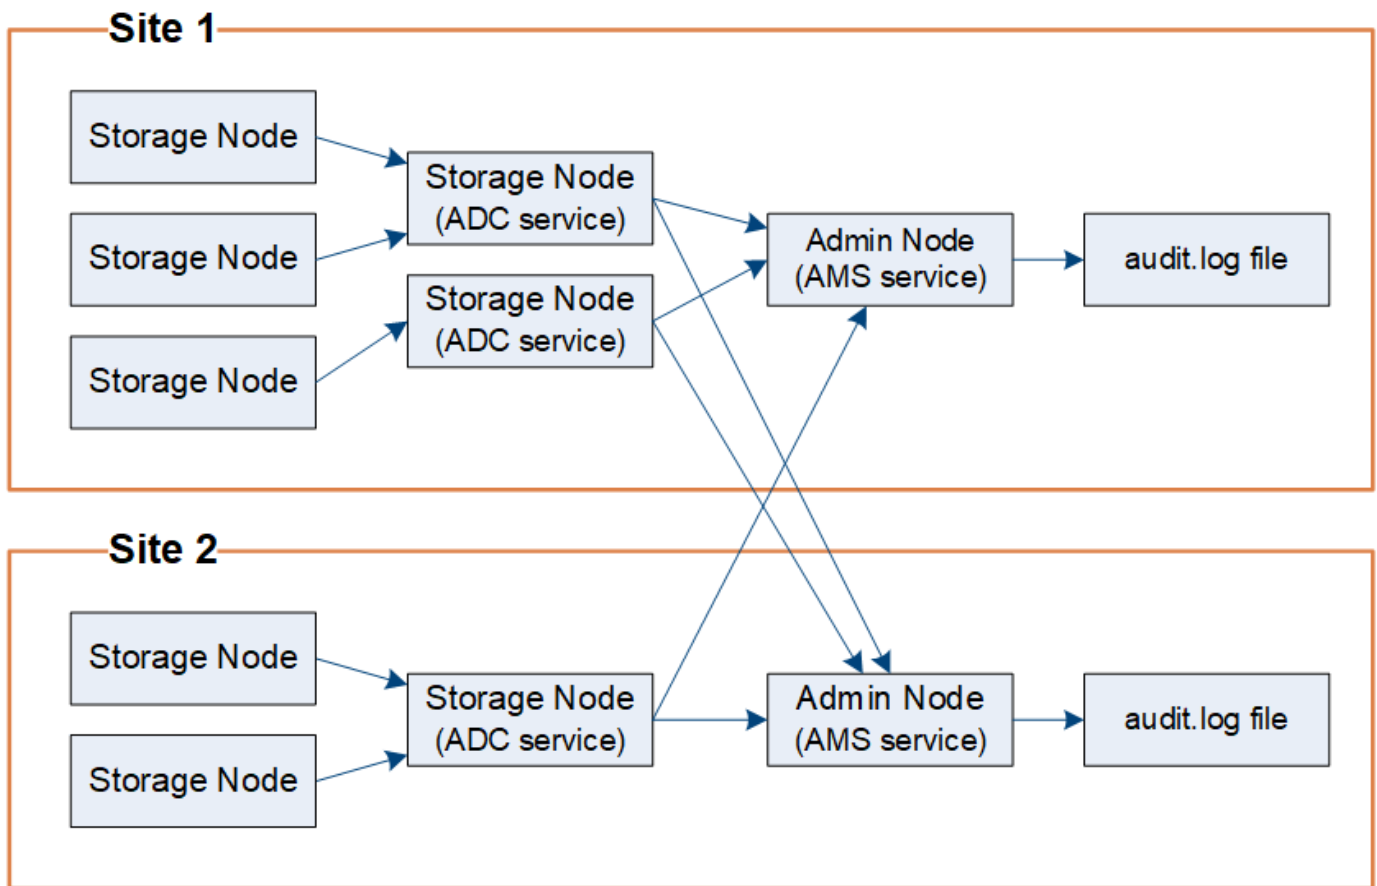 Site 1
Storage Node
Storage Node
Storage Node
Storage Node
(ADC service)
Storage Node
(ADC service)
Admin Node
(AMS service)
audit.log file
Site 2
Storage Node
Storage Node
Storage Node
(ADC service)
Admin Node
(AMS service)
audit.log file